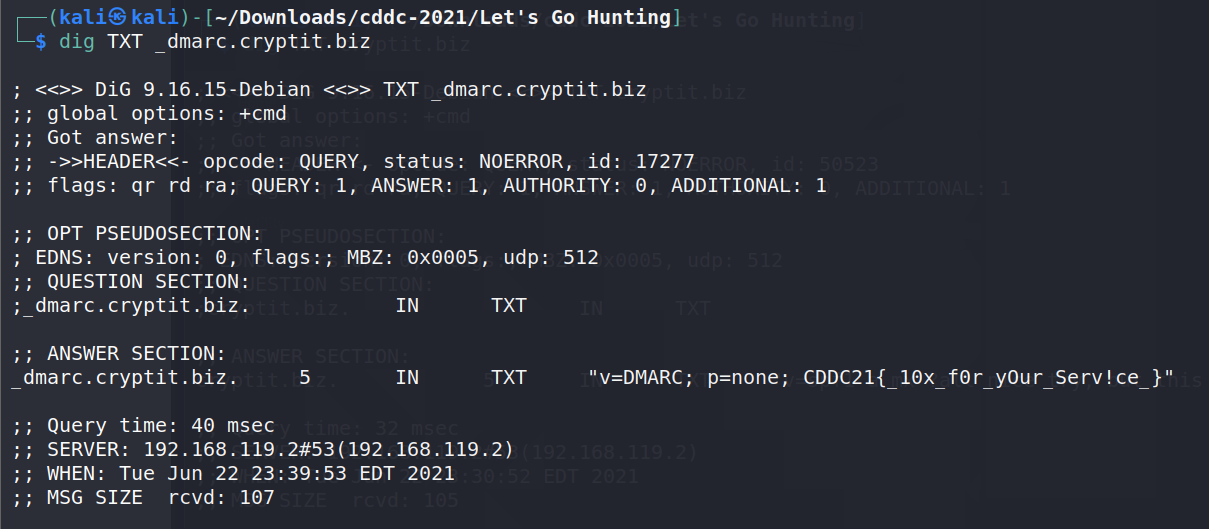 (kali㉿kali)-[~/Downloads/cddc-2021/Let's Go Hunting]
$ dig TXT _dmarc.cryptit.biz
; <<>> DiG 9.16.15-Debian <<>> TXT _dmarc.cryptit.biz
;; global options: +cmd
;; Got answer:
;; ->>HEADER<<- opcode: QUERY, status: NOERROR, id: 17277
;; flags: qr rd ra; QUERY: 1, ANSWER: 1, AUTHORITY: 0, ADDITIONAL: 1
;; OPT PSEUDOSECTION:
; EDNS: version: 0, flags:; MBZ: 0x0005, udp: 512
;; QUESTION SECTION:
;_dmarc.cryptit.biz. IN TXT
;; ANSWER SECTION:
_dmarc.cryptit.biz. 5 IN TXT "v=DMARC; p=none; CDDC21{_10x_f0r_yOur_Serv!ce_}"
;; Query time: 40 msec
;; SERVER: 192.168.119.2#53(192.168.119.2)
;; WHEN: Tue Jun 22 23:39:53 EDT 2021
;; MSG SIZE rcvd: 107